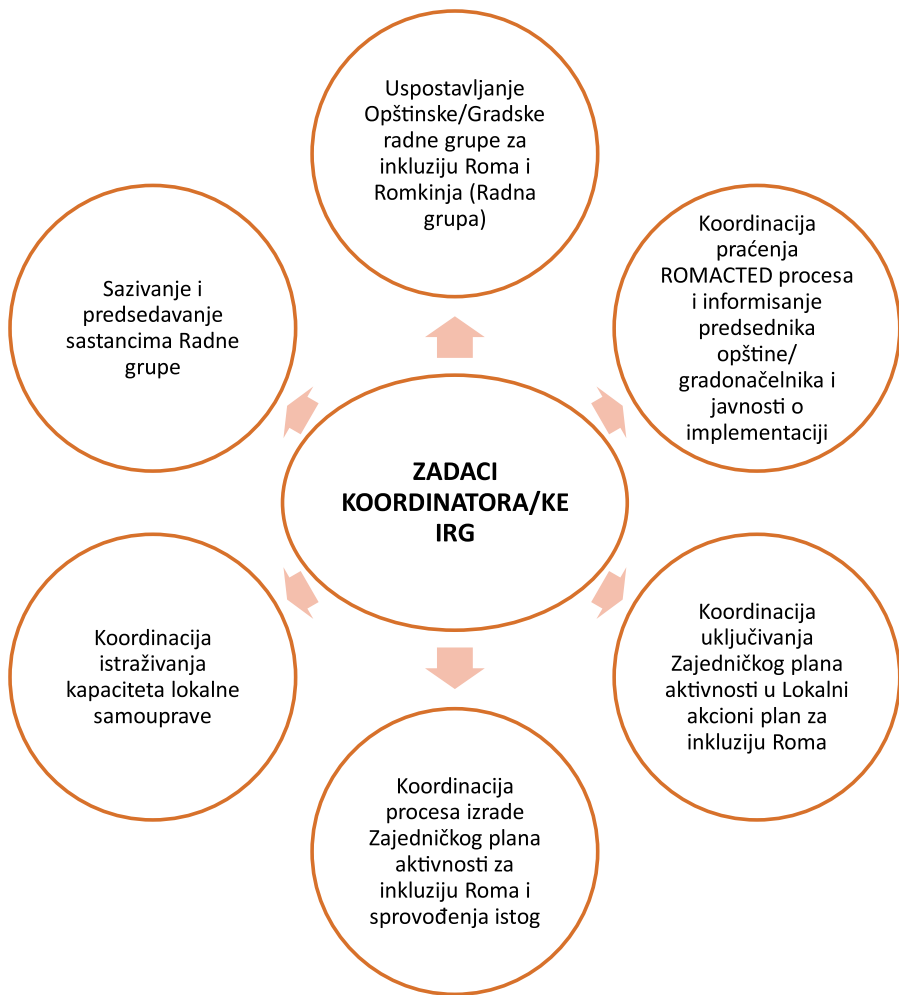 Uspostavljanje
Opštinske/Gradske
radne grupe za
inkluziju Roma i
Romkinja (Radna
grupa)
Koordinacija
praćenja
ROMACTED procesa
i informisanje
predsednika
opštine/
gradonačelnika i
javnosti o
implementaciji
Sazivanje i
predsedavanje
sastancima Radne
grupe
ZADACI
KOORDINATORA/KE
IRG
Koordinacija
uključivanja
Zajedničkog plana
aktivnosti u Lokalni
akcioni plan za
inkluziju Roma
Koordinacija
istraživanja
kapaciteta lokalne
samouprave
Koordinacija
procesa izrade
Zajedničkog plana
aktivnosti za
inkluziju Roma i
sprovođenja istog